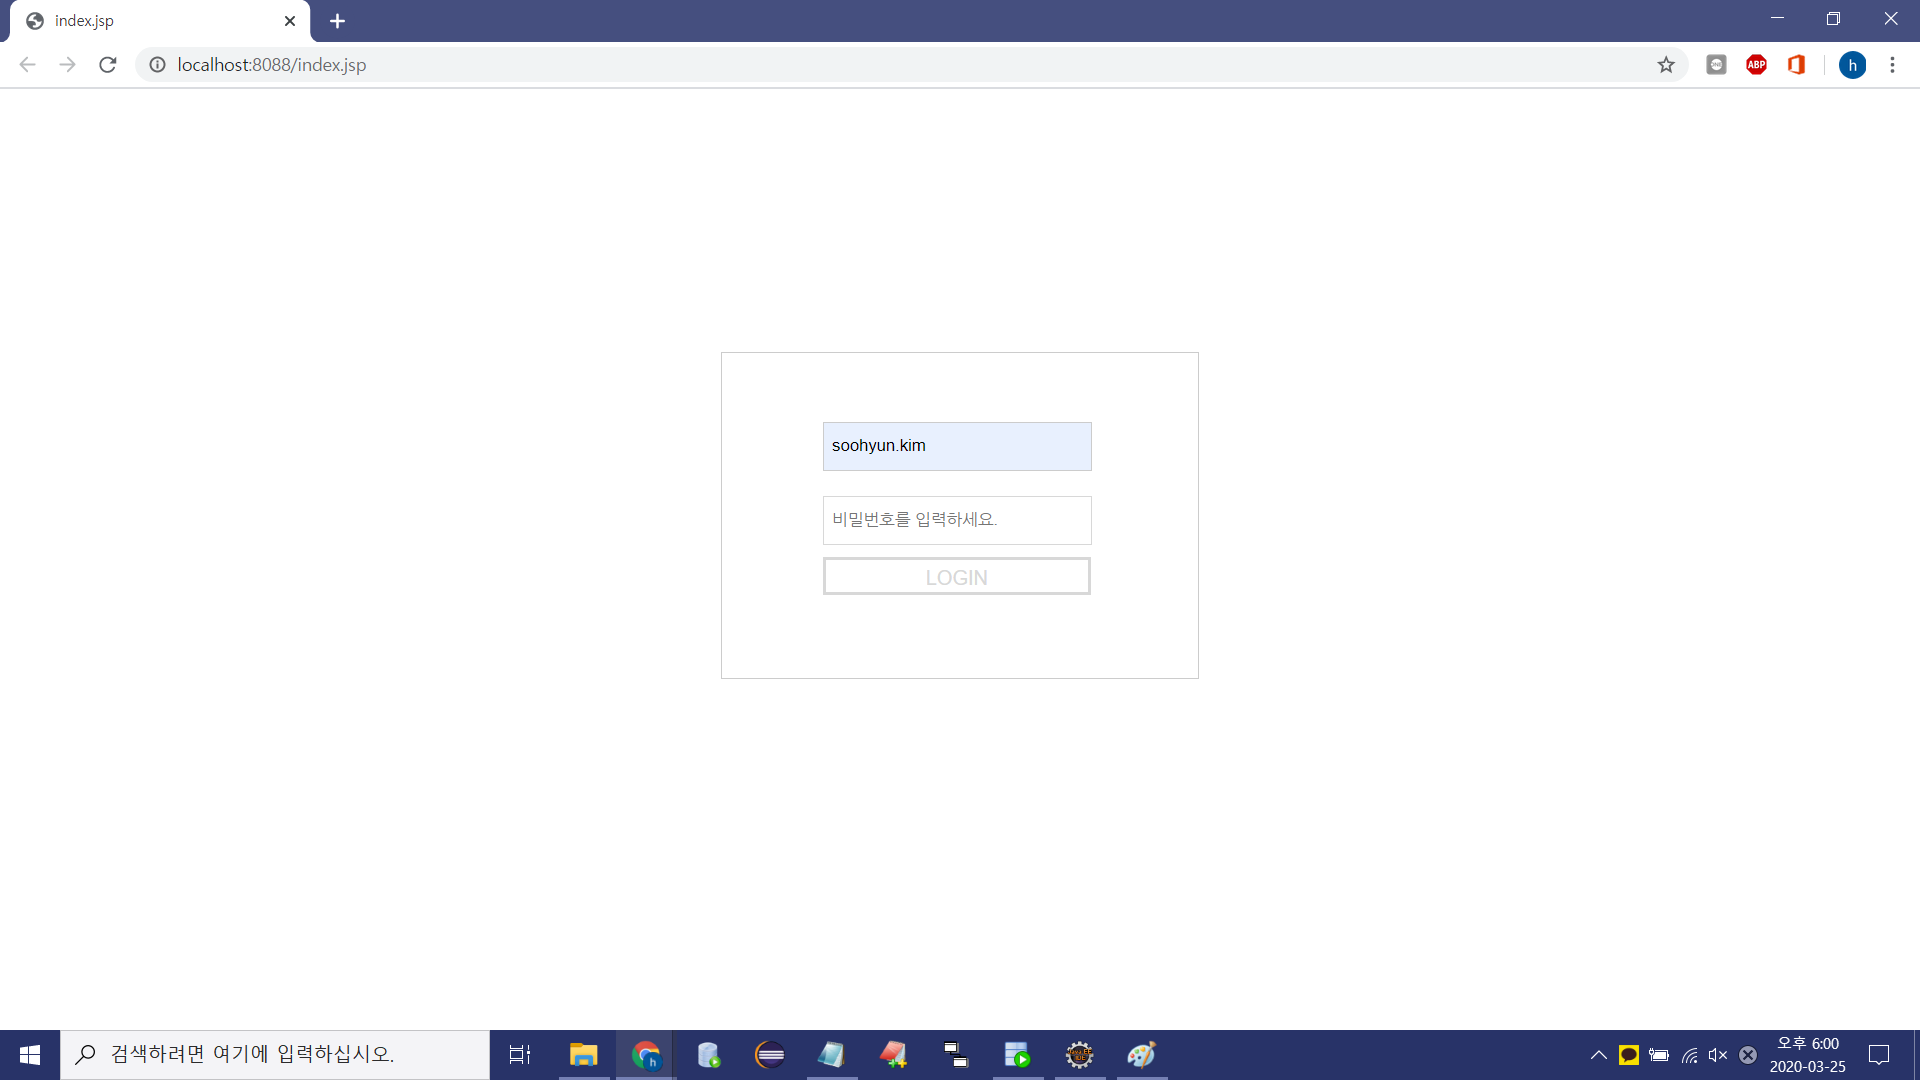 index.jsp
localhost:8088/index.jsp
ABP
h
soohyun.kim
비밀번호를 입력하세요.
LOGIN
검색하려면 여기에 입력하십시오.
h
오후 6:00
2020-03-25